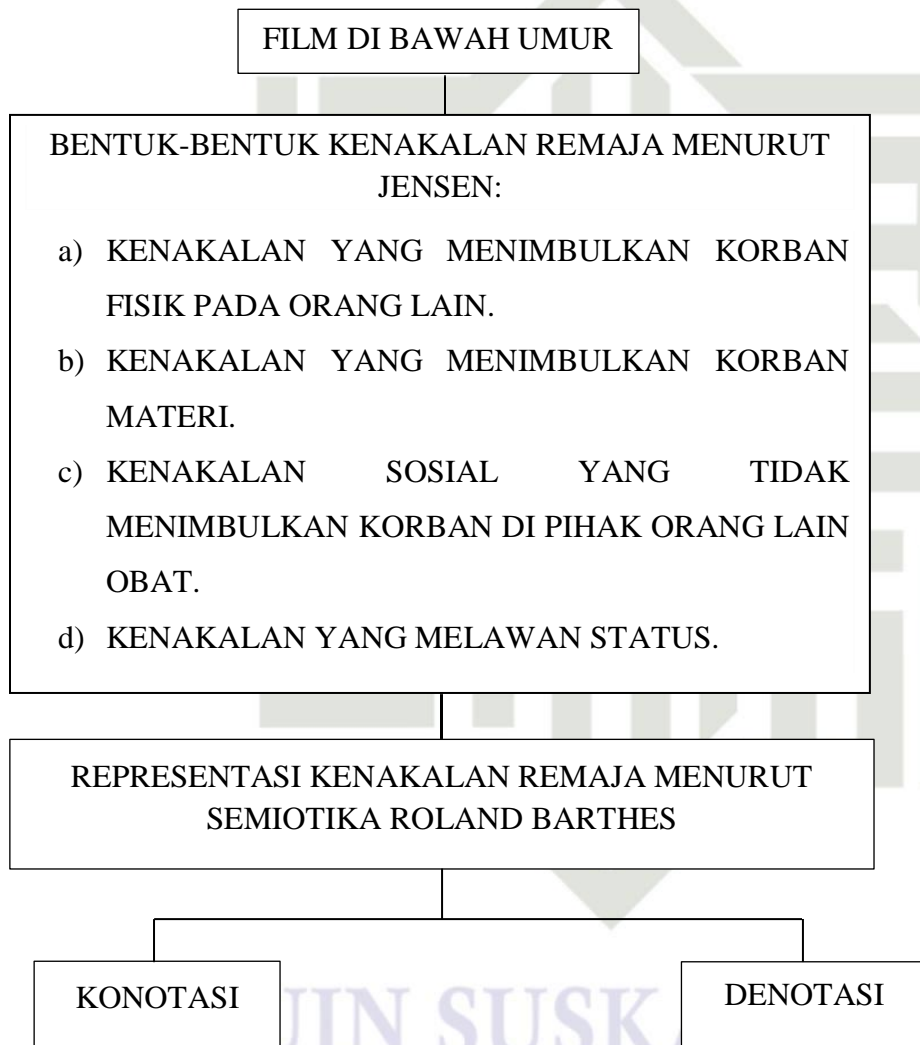 FILM DI BAWAH UMUR
BENTUK-BENTUK KENAKALAN REMAJA MENURUT
JENSEN:
a) KENAKALAN YANG MENIMBULKAN KORBAN
FISIK PADA ORANG LAIN.
b) KENAKALAN YANG MENIMBULKAN KORBAN
MATERI.
c) KENAKALAN SOSIAL YANG TIDAK
MENIMBULKAN KORBAN DI PIHAK ORANG LAIN
OBAT.
d) KENAKALAN YANG MELAWAN STATUS.
REPRESENTASI KENAKALAN REMAJA MENURUT
SEMIOTIKA ROLAND BARTHES
KONOTASI
DENOTASI
UIN SUSKA